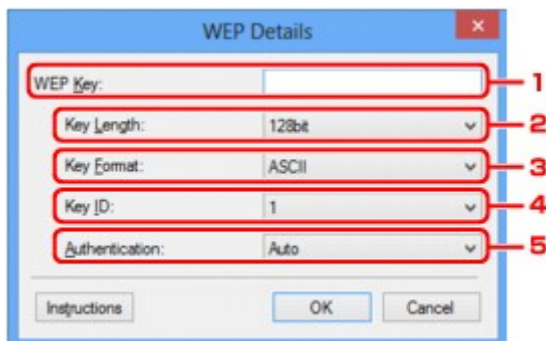 WEP Details
WEP Key: 1
Key Length: 128bit 2
Key Format: ASCII 3
Key ID: 1 4
Authentication: Auto 5
Instructions OK Cancel